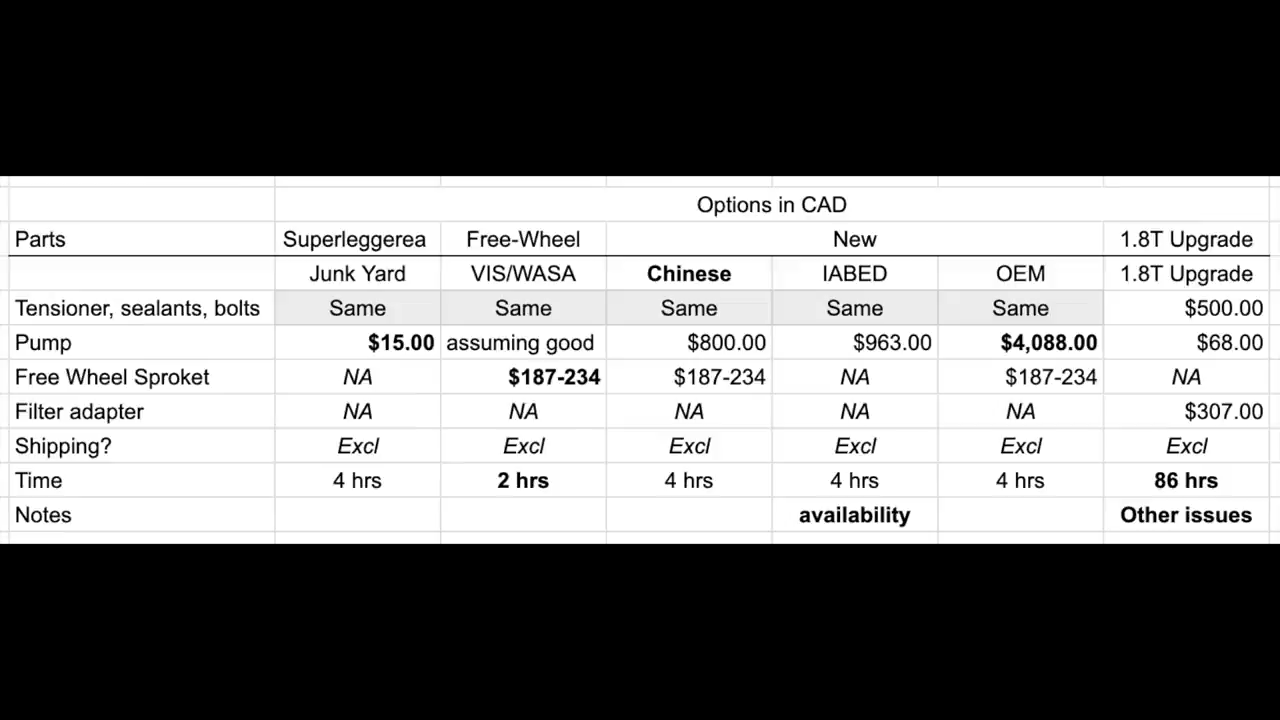 Options in CAD
Parts Superleggerea Free-Wheel New 1.8T Upgrade
Junk Yard VIS/WASA Chinese IABED OEM 1.8T Upgrade
Tensioner, sealants, bolts Same Same Same Same Same $500.00
Pump $15.00 assuming good $800.00 $963.00 $4,088.00 $68.00
Free Wheel Sproket NA $187-234 $187-234 NA $187-234 NA
Filter adapter NA NA NA NA NA $307.00
Shipping? Excl Excl Excl Excl Excl Excl
Time 4 hrs 2 hrs 4 hrs 4 hrs 4 hrs 86 hrs
Notes availability Other issues